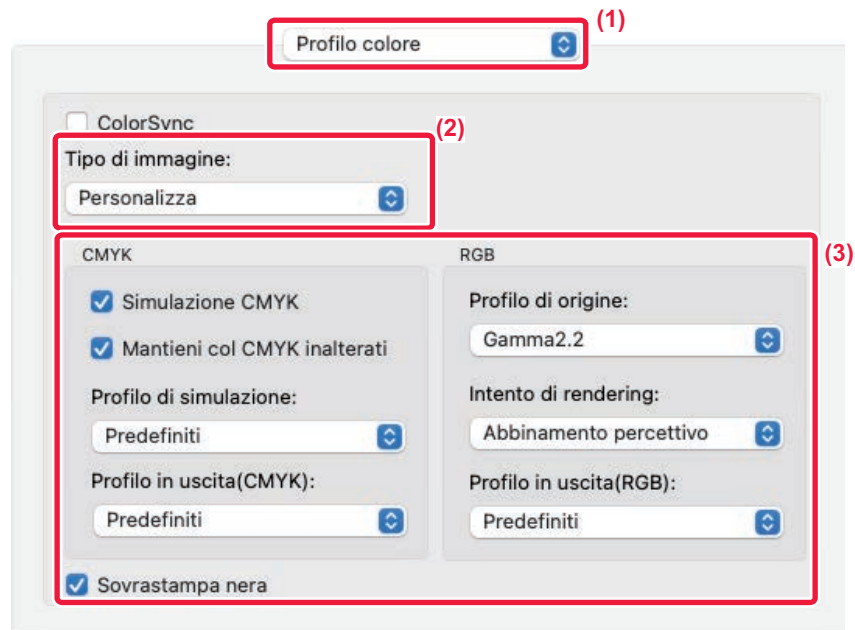 (1)
Profilo colore
ColorSync
(2)
Tipo di immagine:
Personalizza
(3)
CMYK
Simulazione CMYK
Mantieni col CMYK inalterati
Profilo di simulazione:
Predefiniti
Profilo in uscita(CMYK):
Predefiniti
RGB
Profilo di origine:
Gamma2.2
Intento di rendering:
Abbinamento percettivo
Profilo in uscita(RGB):
Predefiniti
Sovrastampa nera